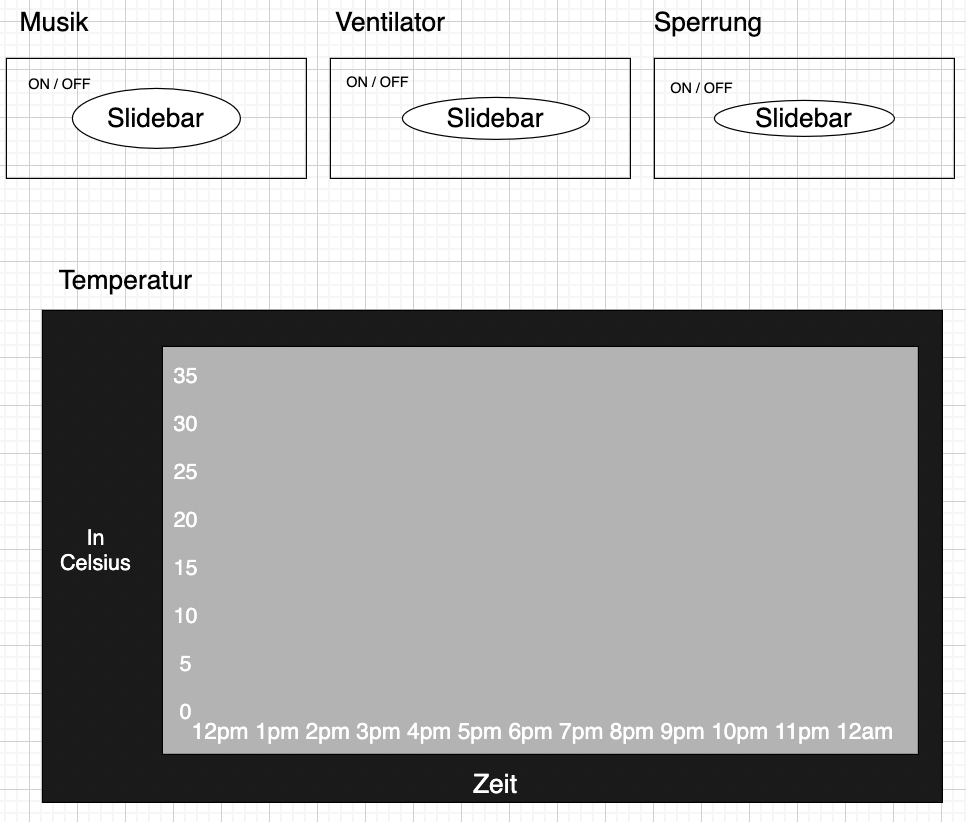 Musik
Ventilator
Sperrung
ON / OFF
Slidebar
ON / OFF
Slidebar
ON / OFF
Slidebar
Temperatur
35
30
25
20
In
Celsius
15
10
5
0
12pm 1pm 2pm 3pm 4pm 5pm 6pm 7pm 8pm 9pm 10pm 11pm 12am
Zeit